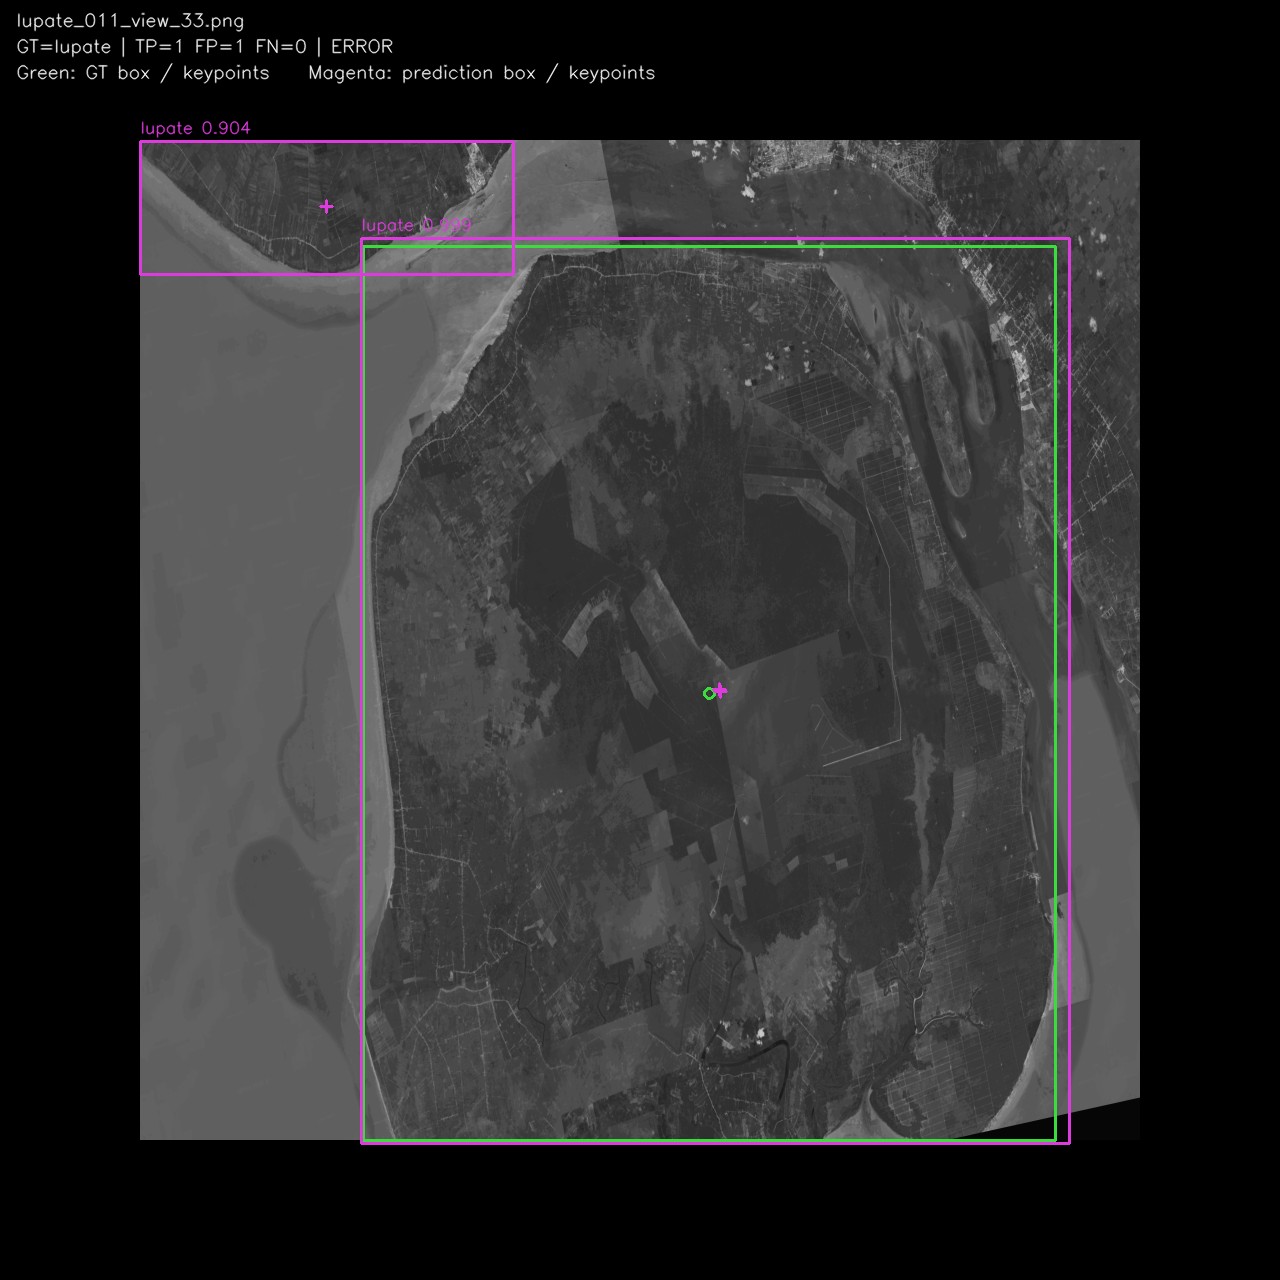 lupate_011_view_33.png
GT=lupate | TP=1 FP=1 FN=0 | ERROR
Green: GT box / keypoints Magenta: prediction box / keypoints
lupate 0.904
lupate